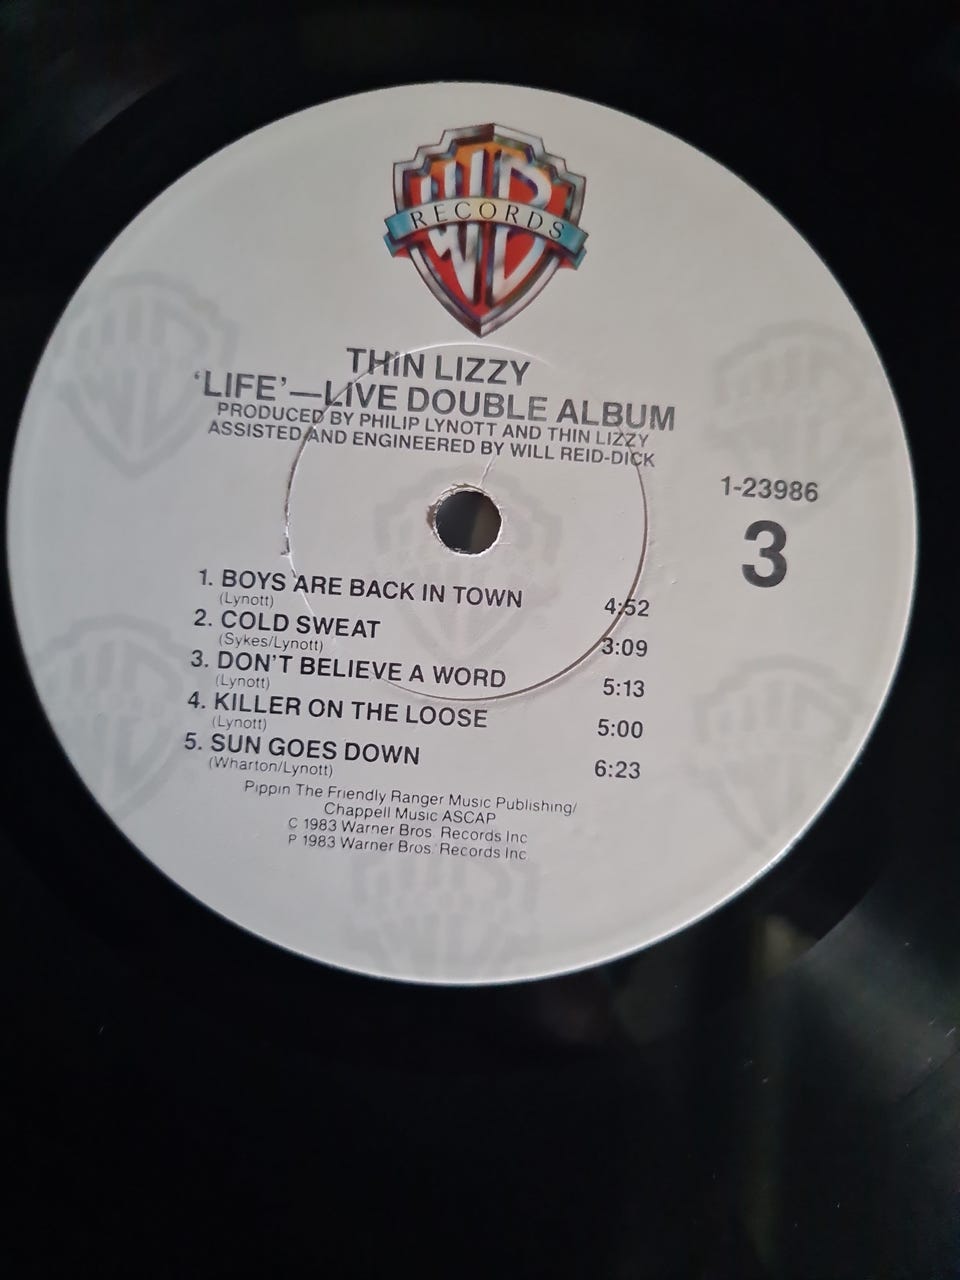 WB
RECORDS
THIN LIZZY
'LIFE'—LIVE DOUBLE ALBUM
PRODUCED BY PHILIP LYNOTT AND THIN LIZZY
ASSISTED AND ENGINEERED BY WILL REID-DICK
1-23986
3
1. BOYS ARE BACK IN TOWN 4:52
(Lynott)
2. COLD SWEAT 3:09
(Sykes/Lynott)
3. DON'T BELIEVE A WORD 5:13
(Lynott)
4. KILLER ON THE LOOSE 5:00
(Lynott)
5. SUN GOES DOWN 6:23
(Wharton/Lynott)
Pippin The Friendly Ranger Music Publishing/
Chappell Music ASCAP
C 1983 Warner Bros. Records Inc
P 1983 Warner Bros. Records Inc.